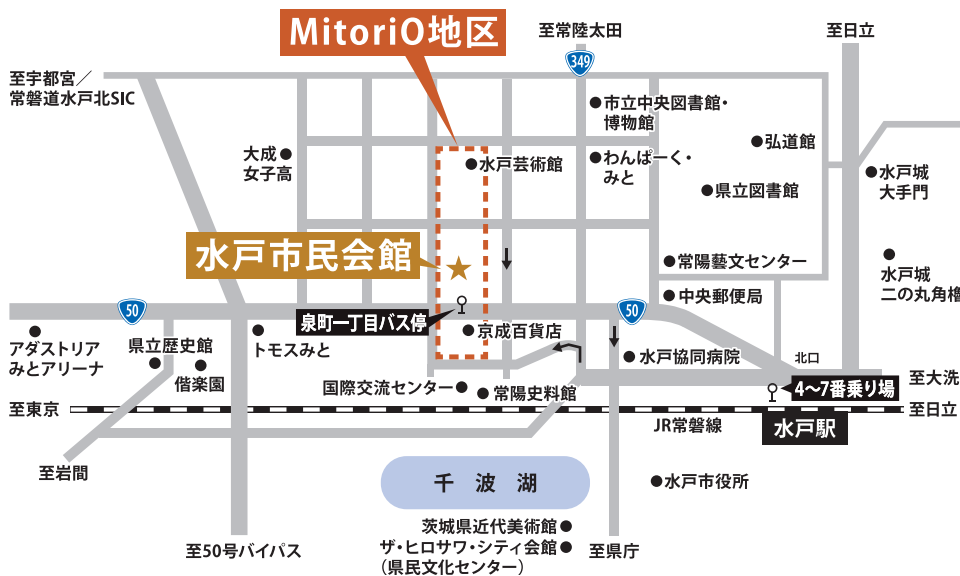 MitoriO地区
至常陸太田
至日立
349
至宇都宮／
常磐道水戸北SIC
市立中央図書館・
博物館
弘道館
大成
女子高
水戸芸術館
わんぱーく・
みと
水戸城
大手門
県立図書館
水戸市民会館
常陽藝文センター
水戸城
二の丸角櫓
中央郵便局
50
50
泉町一丁目バス停
京成百貨店
アダストリア
みとアリーナ
県立歴史館
トモスみと
水戸協同病院
北口
偕楽園
国際交流センター
常陽史料館
4～7番乗り場
至大洗
至東京
至日立
JR常磐線
水戸駅
至岩間
千波湖
水戸市役所
茨城県近代美術館
至50号バイパス
ザ・ヒロサワ・シティ会館
（県民文化センター）
至県庁